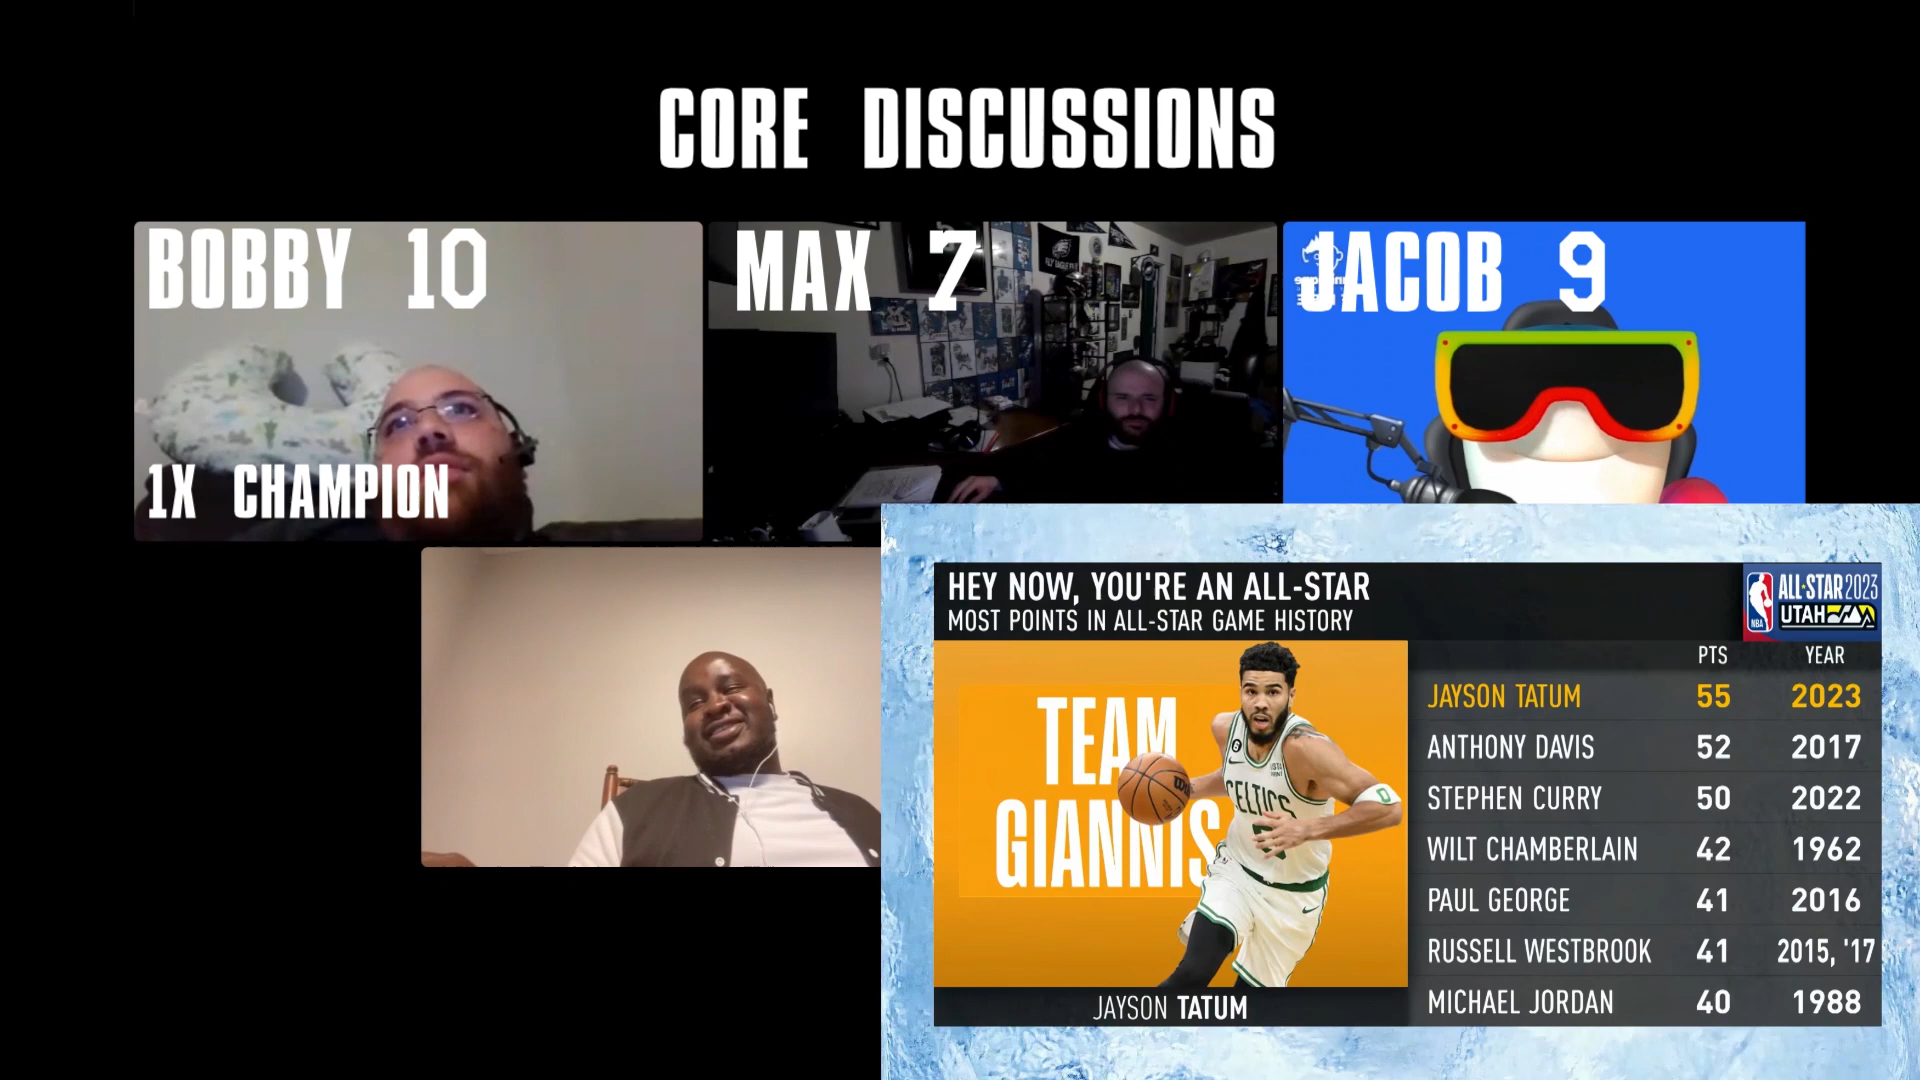 CORE DISCUSSIONS
BOBBY 10
MAX 7
JACOB 9
1X CHAMPION
HEY NOW, YOU'RE AN ALL-STAR
MOST POINTS IN ALL-STAR GAME HISTORY
NBA
ALL-STAR 2023
UTAH
PTS YEAR
JAYSON TATUM 55 2023
ANTHONY DAVIS 52 2017
STEPHEN CURRY 50 2022
WILT CHAMBERLAIN 42 1962
PAUL GEORGE 41 2016
RUSSELL WESTBROOK 41 2015, '17
MICHAEL JORDAN 40 1988
TEAM
GIANNIS
CELTICS
JAYSON TATUM